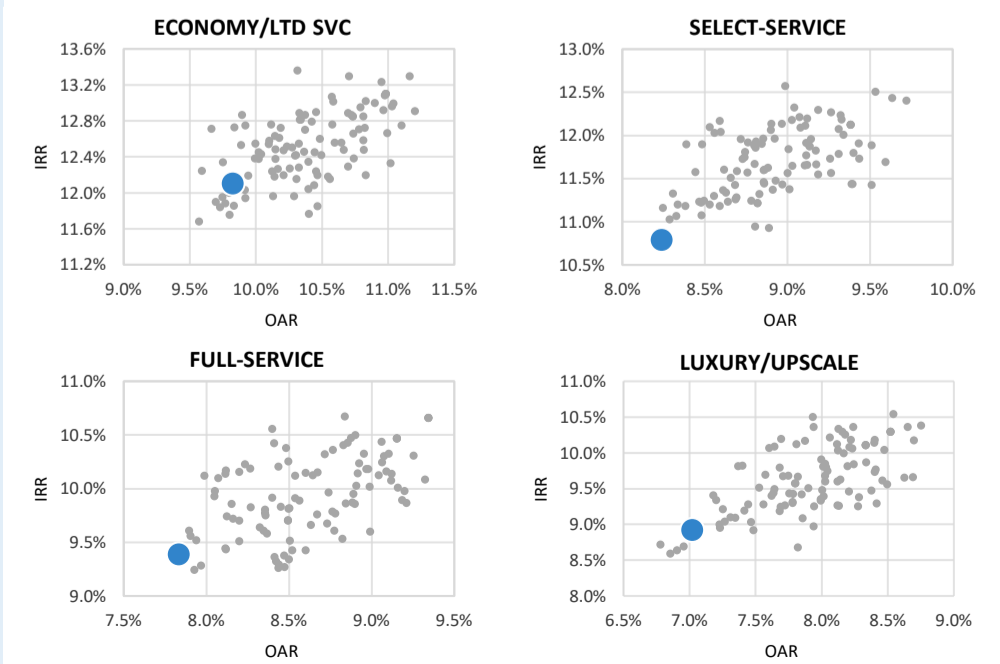 ECONOMY/LTD SVC
13.6%
13.2%
12.8%
12.4%
12.0%
11.6%
11.2%
IRR
9.0% 9.5% 10.0% 10.5% 11.0% 11.5%
OAR
SELECT-SERVICE
13.0%
12.5%
12.0%
11.5%
11.0%
10.5%
IRR
8.0% 8.5% 9.0% 9.5% 10.0%
OAR
FULL-SERVICE
11.0%
10.5%
10.0%
9.5%
9.0%
IRR
7.5% 8.0% 8.5% 9.0% 9.5%
OAR
LUXURY/UPSCALE
11.0%
10.5%
10.0%
9.5%
9.0%
8.5%
8.0%
IRR
6.5% 7.0% 7.5% 8.0% 8.5% 9.0%
OAR